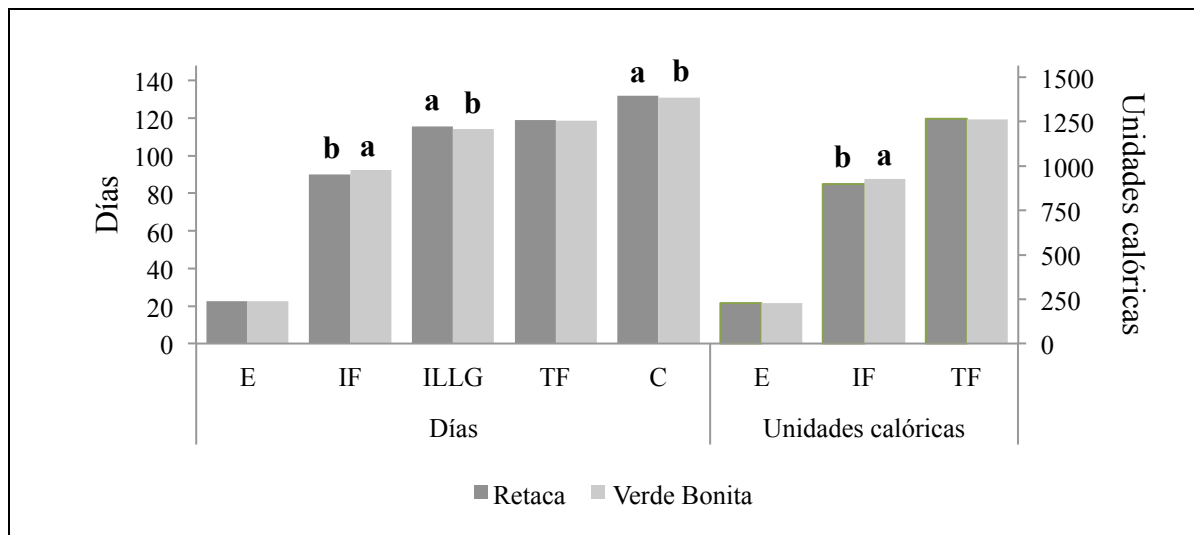 Días
140
120
100
80
60
40
20
0
b a
a b
a b
b a
E IF ILLG TF C E IF TF
Días Unidades calóricas
1500
1250
1000
750
500
250
0
Unidades calóricas
Retaca Verde Bonita